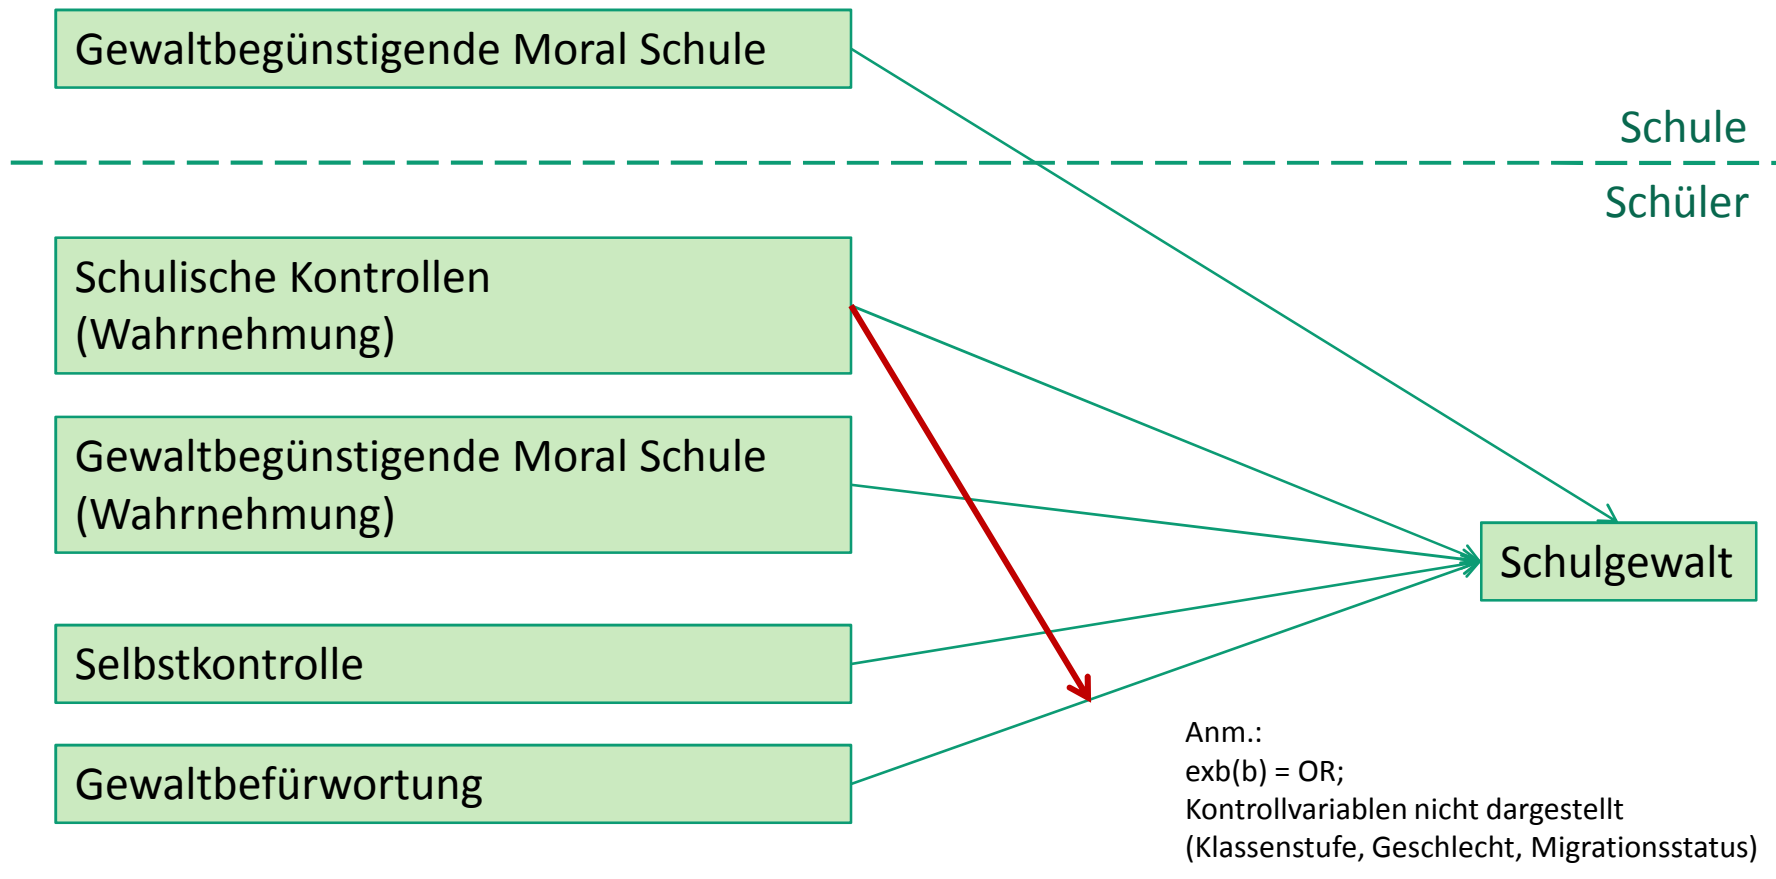 Gewaltbegünstigende Moral Schule
Schule
Schüler
Schulische Kontrollen
(Wahrnehmung)
Gewaltbegünstigende Moral Schule
(Wahrnehmung)
Schulgewalt
Selbstkontrolle
Gewaltbefürwortung
Anm.:
exb(b) = OR;
Kontrollvariablen nicht dargestellt
(Klassenstufe, Geschlecht, Migrationsstatus)